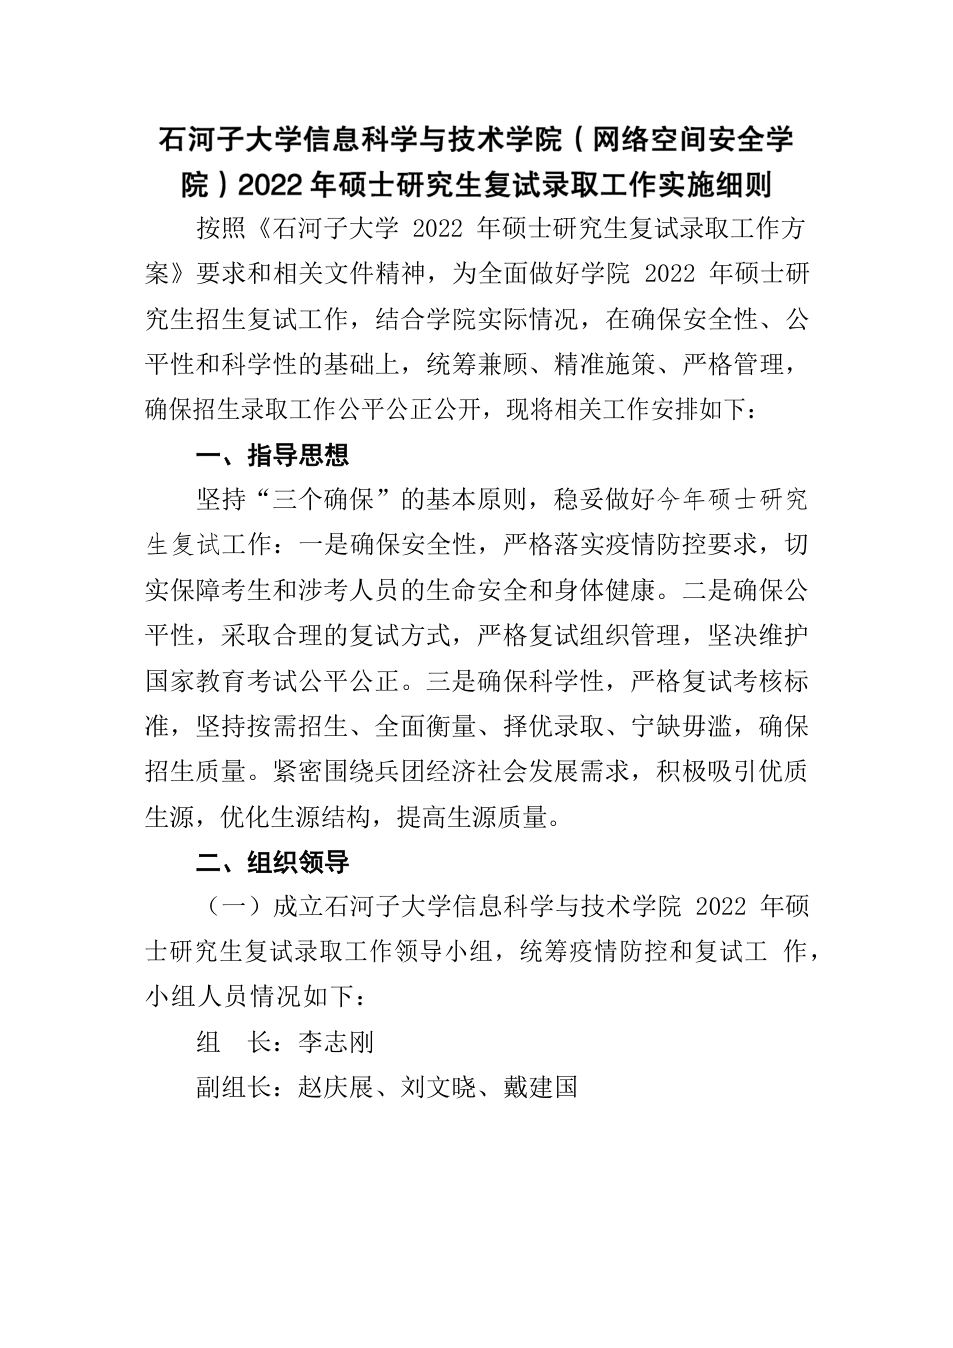 石河子大学信息科学与技术学院（网络空间安全学
院）2022 年硕士研究生复试录取工作实施细则
按照《石河子大学 2022 年硕士研究生复试录取工作方
案》要求和相关文件精神，为全面做好学院 2022 年硕士研
究生招生复试工作，结合学院实际情况，在确保安全性、公
平性和科学性的基础上，统筹兼顾、精准施策、严格管理，
确保招生录取工作公平公正公开，现将相关工作安排如下：
一、指导思想
坚持“三个确保”的基本原则，稳妥做好今年硕士研究
生复试工作：一是确保安全性，严格落实疫情防控要求，切
实保障考生和涉考人员的生命安全和身体健康。二是确保公
平性，采取合理的复试方式，严格复试组织管理，坚决维护
国家教育考试公平公正。三是确保科学性，严格复试考核标
准，坚持按需招生、全面衡量、择优录取、宁缺毋滥，确保
招生质量。紧密围绕兵团经济社会发展需求，积极吸引优质
生源，优化生源结构，提高生源质量。
二、组织领导
（一）成立石河子大学信息科学与技术学院 2022 年硕
士研究生复试录取工作领导小组，统筹疫情防控和复试工 作，
小组人员情况如下：
组　长：李志刚
副组长：赵庆展、刘文晓、戴建国